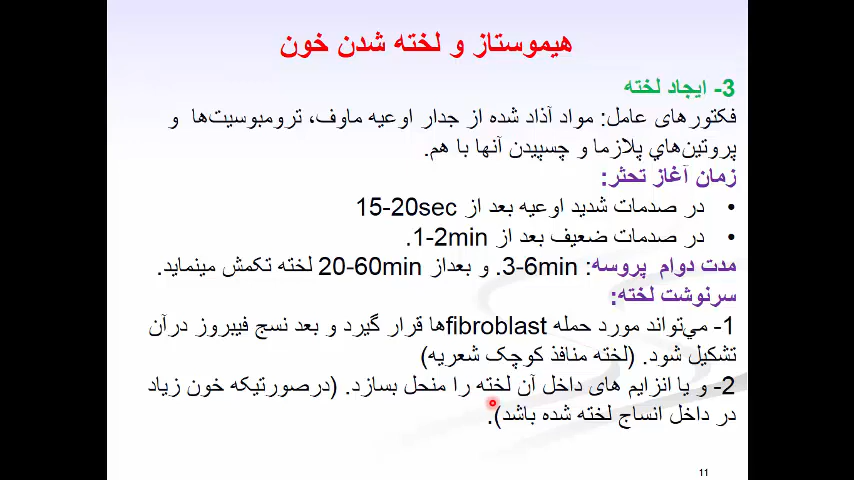 هیموستاز و لخته شدن خون
3- ایجاد لخته
فکتورهای عامل: مواد آذاد شده از جدار اوعیه ماوف، ترومبوسیت‌ها و
پروتین‌هاي پلازما و چسپیدن آنها با هم.
زمان آغاز تحثر:
• در صدمات شدید اوعیه بعد از 15-20sec
• در صدمات ضعیف بعد از 1-2min.
مدت دوام پروسه: 3-6min. و بعداز 20-60min لخته تکمش مینماید.
سرنوشت لخته:
1- مي‌تواند مورد حمله fibroblastها قرار گیرد و بعد نسج فیبروز درآن
تشکیل شود. (لخته منافذ کوچک شعریه)
2- و یا انزایم های داخل آن لخته را منحل بسازد. (درصورتیکه خون زیاد
در داخل انساج لخته شده باشد).
11